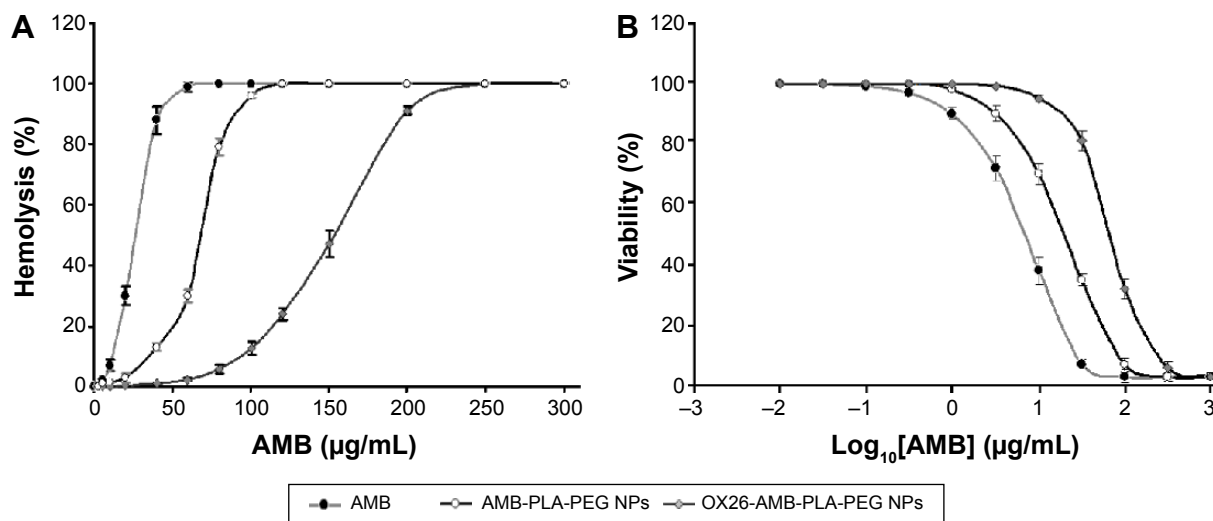 A
Hemolysis (%)
120
100
80
60
40
20
0
0 50 100 150 200 250 300
AMB (µg/mL)
B
Viability (%)
120
100
80
60
40
20
0
–3 –2 –1 0 1 2 3
Log10[AMB] (µg/mL)
AMB AMB-PLA-PEG NPs OX26-AMB-PLA-PEG NPs